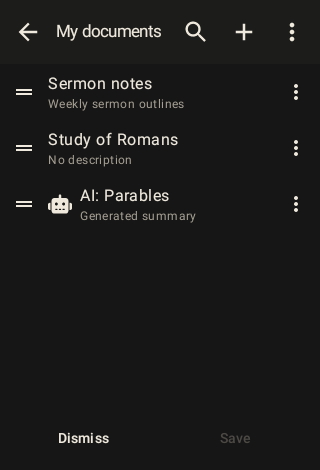 My documents
Sermon notes
Weekly sermon outlines
Study of Romans
No description
AI: Parables
Generated summary
Dismiss
Save